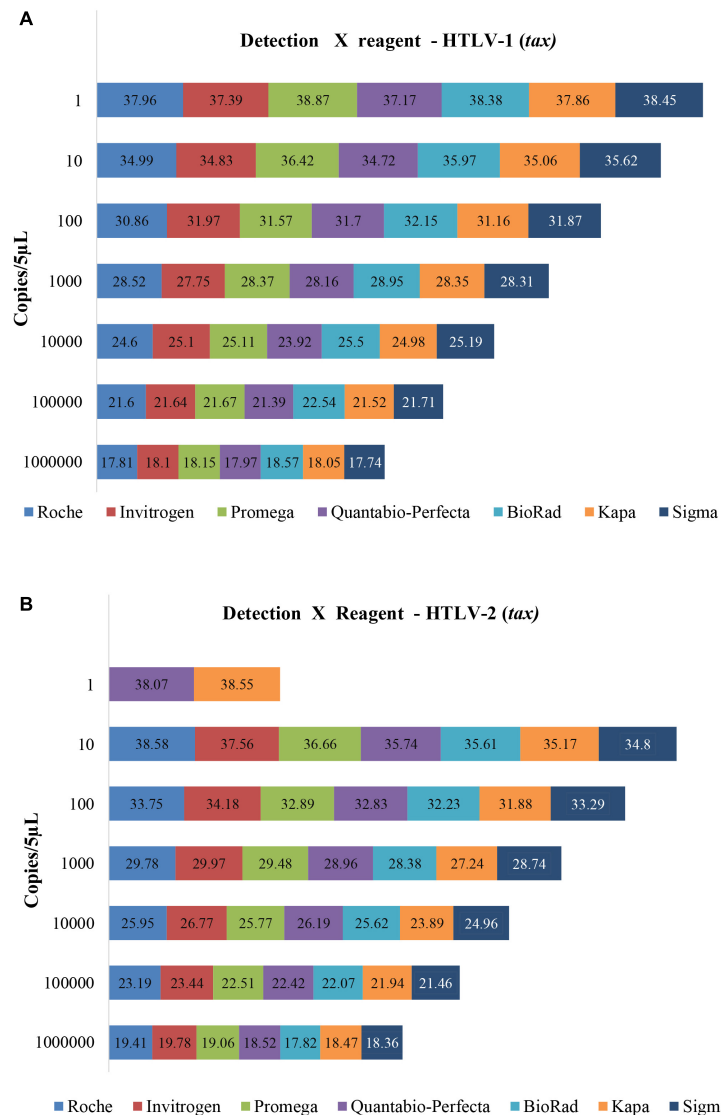 A
Detection X reagent - HTLV-1 (tax)
Copies/5µL
1 37.96 37.39 38.87 37.17 38.38 37.86 38.45
10 34.99 34.83 36.42 34.72 35.97 35.06 35.62
100 30.86 31.97 31.57 31.7 32.15 31.16 31.87
1000 28.52 27.75 28.37 28.16 28.95 28.35 28.31
10000 24.6 25.1 25.11 23.92 25.5 24.98 25.19
100000 21.6 21.64 21.67 21.39 22.54 21.52 21.71
1000000 17.81 18.1 18.15 17.97 18.57 18.05 17.74
Roche Invitrogen Promega Quantabio-Perfecta BioRad Kapa Sigma
B
Detection X Reagent - HTLV-2 (tax)
Copies/5µL
1 38.07 38.55
10 38.58 37.56 36.66 35.74 35.61 35.17 34.8
100 33.75 34.18 32.89 32.83 32.23 31.88 33.29
1000 29.78 29.97 29.48 28.96 28.38 27.24 28.74
10000 25.95 26.77 25.77 26.19 25.62 23.89 24.96
100000 23.19 23.44 22.51 22.42 22.07 21.94 21.46
1000000 19.41 19.78 19.06 18.52 17.82 18.47 18.36
Roche Invitrogen Promega Quantabio-Perfecta BioRad Kapa Sigm